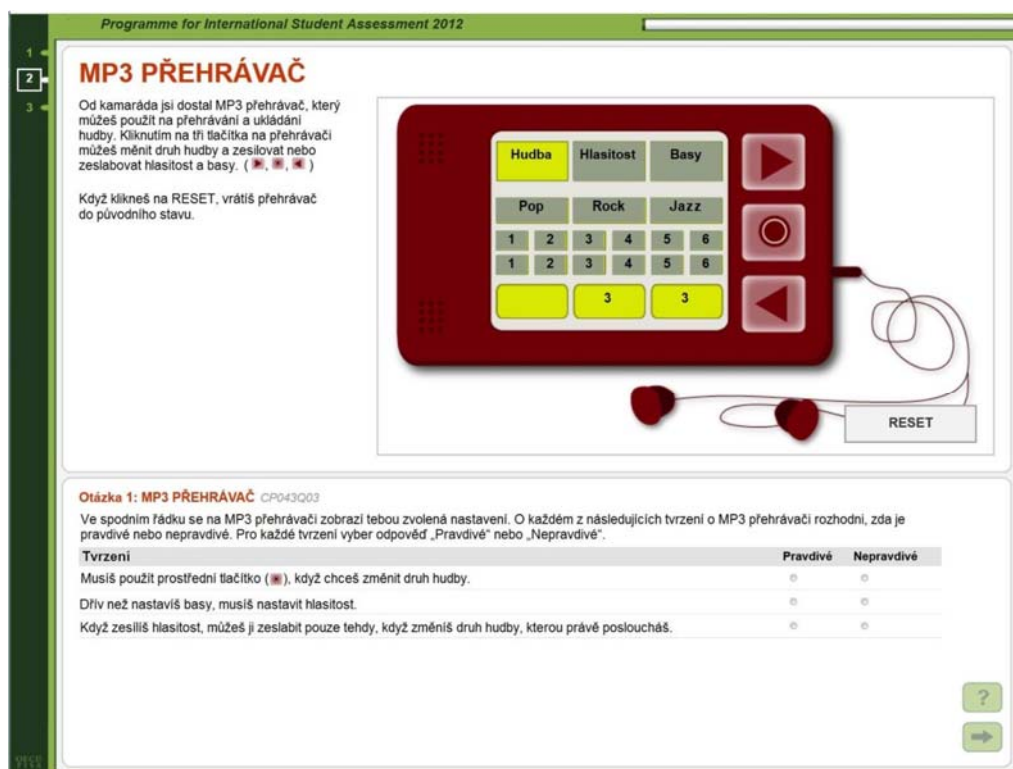 Programme for International Student Assessment 2012
1
2
3
MP3 PŘEHRÁVAČ
Od kamaráda jsi dostal MP3 přehrávač, který
můžeš použít na přehrávání a ukládání
hudby. Kliknutím na tři tlačítka na přehrávači
můžeš měnit druh hudby a zesilovat nebo
zeslabovat hlasitost a basy. ( ▶, ◉, ◀ )
Když klikneš na RESET, vrátíš přehrávač
do původního stavu.
Hudba Hlasitost Basy
Pop Rock Jazz
1 2 3 4 5 6
1 2 3 4 5 6
3 3
RESET
Otázka 1: MP3 PŘEHRÁVAČ CP043Q03
Ve spodním řádku se na MP3 přehrávači zobrazí tebou zvolená nastavení. O každém z následujících tvrzení o MP3 přehrávači rozhodni, zda je
pravdivé nebo nepravdivé. Pro každé tvrzení vyber odpověď „Pravdivé" nebo „Nepravdivé".
Tvrzení Pravdivé Nepravdivé
Musíš použít prostřední tlačítko (◉), když chceš změnit druh hudby.
Dřív než nastavíš basy, musíš nastavit hlasitost.
Když zesílíš hlasitost, můžeš ji zeslabit pouze tehdy, když změníš druh hudby, kterou právě posloucháš.
?
OECD
PISA